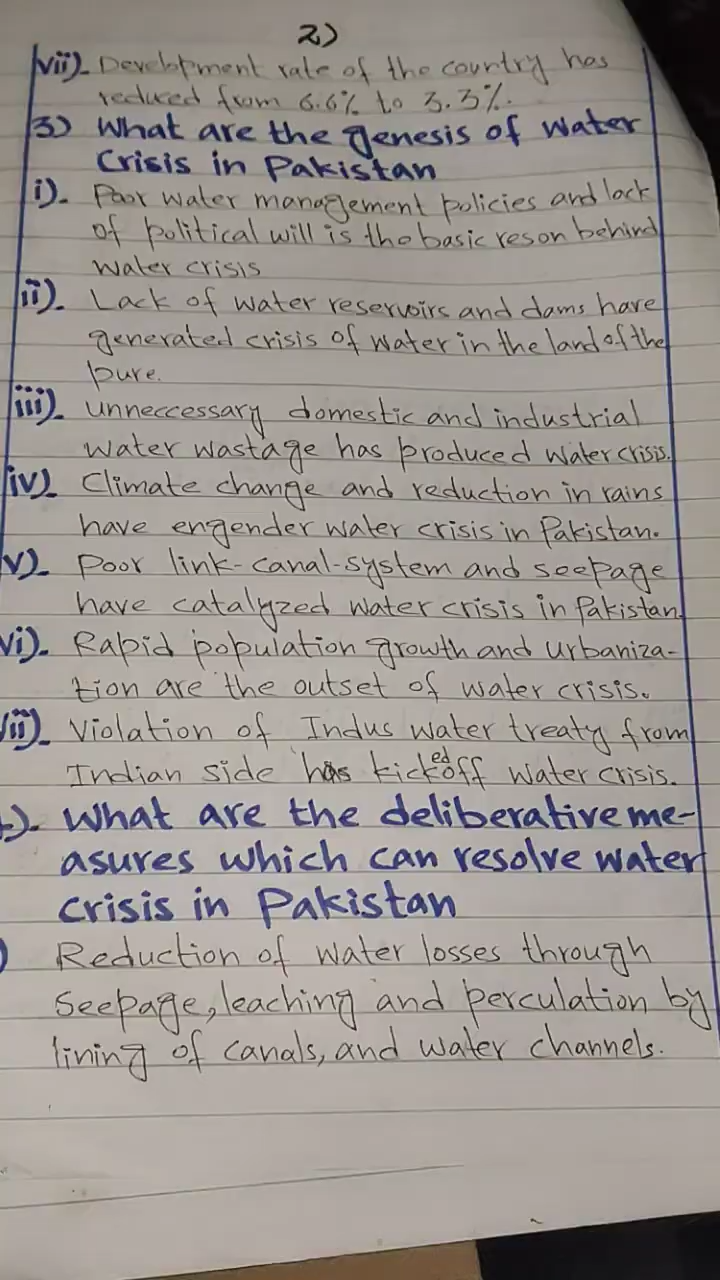 2)
vii). Development rate of the country has
reduced from 6.6% to 3.3%.
3) What are the genesis of water
Crisis in Pakistan
i). Poor water management policies and lack
of political will is the basic reson behind
water crisis
ii). Lack of water reservoirs and dams have
generated crisis of water in the land of the
pure.
iii). unneccessary domestic and industrial
water wastage has produced water crisis.
iv). Climate change and reduction in rains
have engender water crisis in Pakistan.
v). Poor link-canal-system and seepage
have catalyzed water crisis in Pakistan.
vi). Rapid population growth and urbaniza-
tion are the outset of water crisis.
vii). Violation of Indus water treaty from
Indian side has kickedoff water crisis.
). What are the deliberative me-
asures which can resolve water
crisis in Pakistan
) Reduction of water losses through
Seepage, leaching and perculation by
lining of canals, and water channels.